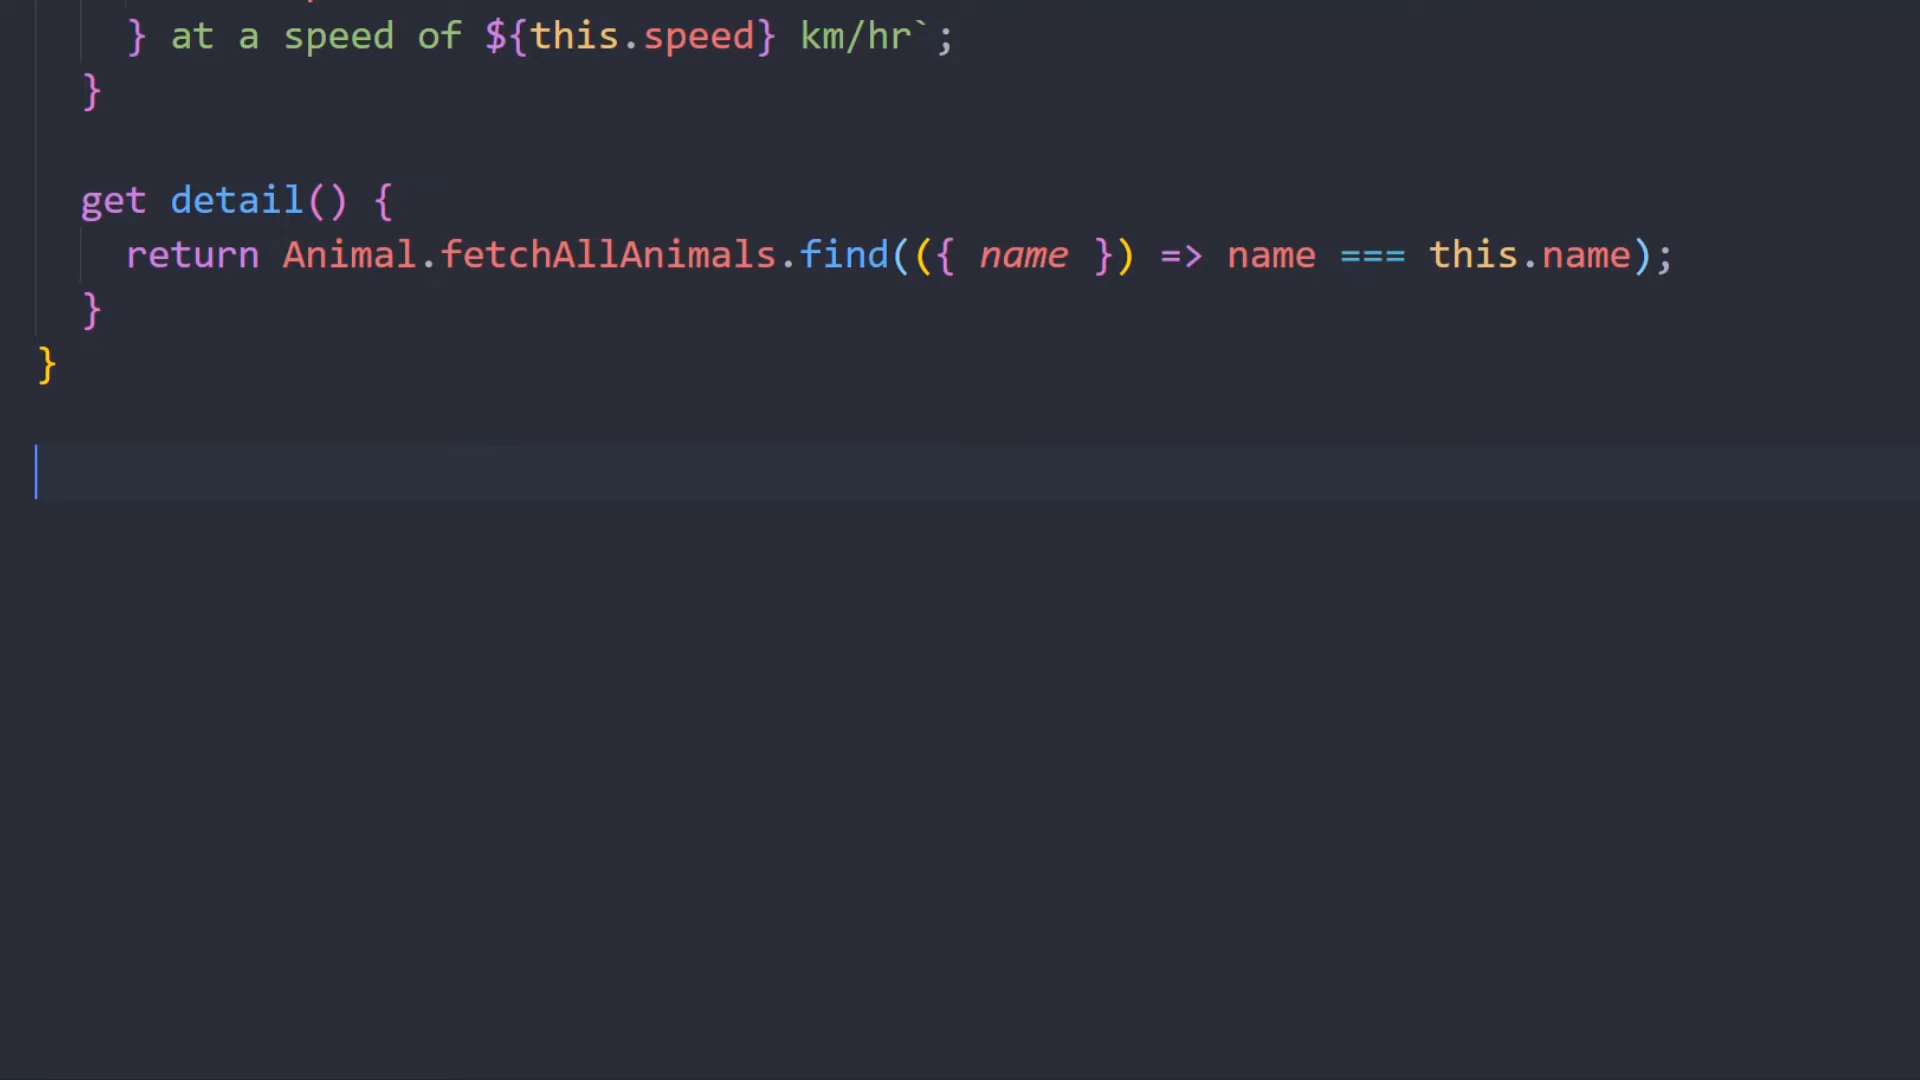 } at a speed of ${this.speed} km/hr`;
}
get detail() {
return Animal.fetchAllAnimals.find(({ name }) => name === this.name);
}
}